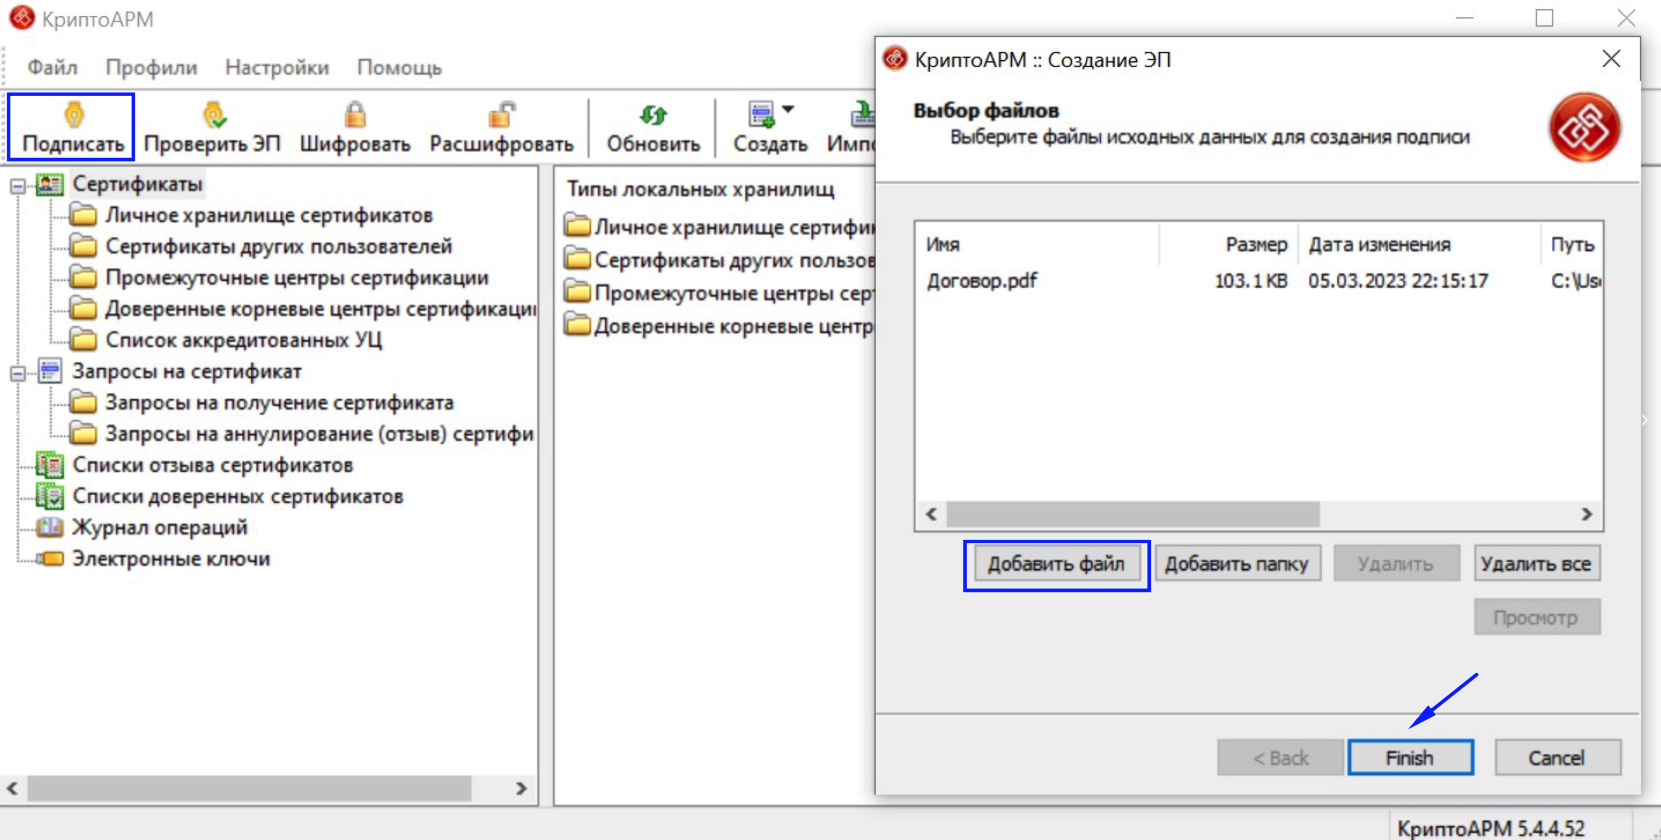 КриптоАРМ
Файл Профили Настройки Помощь
Подписать Проверить ЭП Шифровать Расшифровать Обновить Создать Импо
Сертификаты
Личное хранилище сертификатов
Сертификаты других пользователей
Промежуточные центры сертификации
Доверенные корневые центры сертификации
Список аккредитованных УЦ
Запросы на сертификат
Запросы на получение сертификата
Запросы на аннулирование (отзыв) сертифи
Списки отзыва сертификатов
Списки доверенных сертификатов
Журнал операций
Электронные ключи
Типы локальных хранилищ
Личное хранилище сертифик
Сертификаты других пользов
Промежуточные центры серт
Доверенные корневые центр
КриптоАРМ :: Создание ЭП
Выбор файлов
Выберите файлы исходных данных для создания подписи
Имя Размер Дата изменения Путь
Договор.pdf 103.1 KB 05.03.2023 22:15:17 C:\Use
Добавить файл Добавить папку Удалить Удалить все
Просмотр
< Back Finish Cancel
КриптоАРМ 5.4.4.52